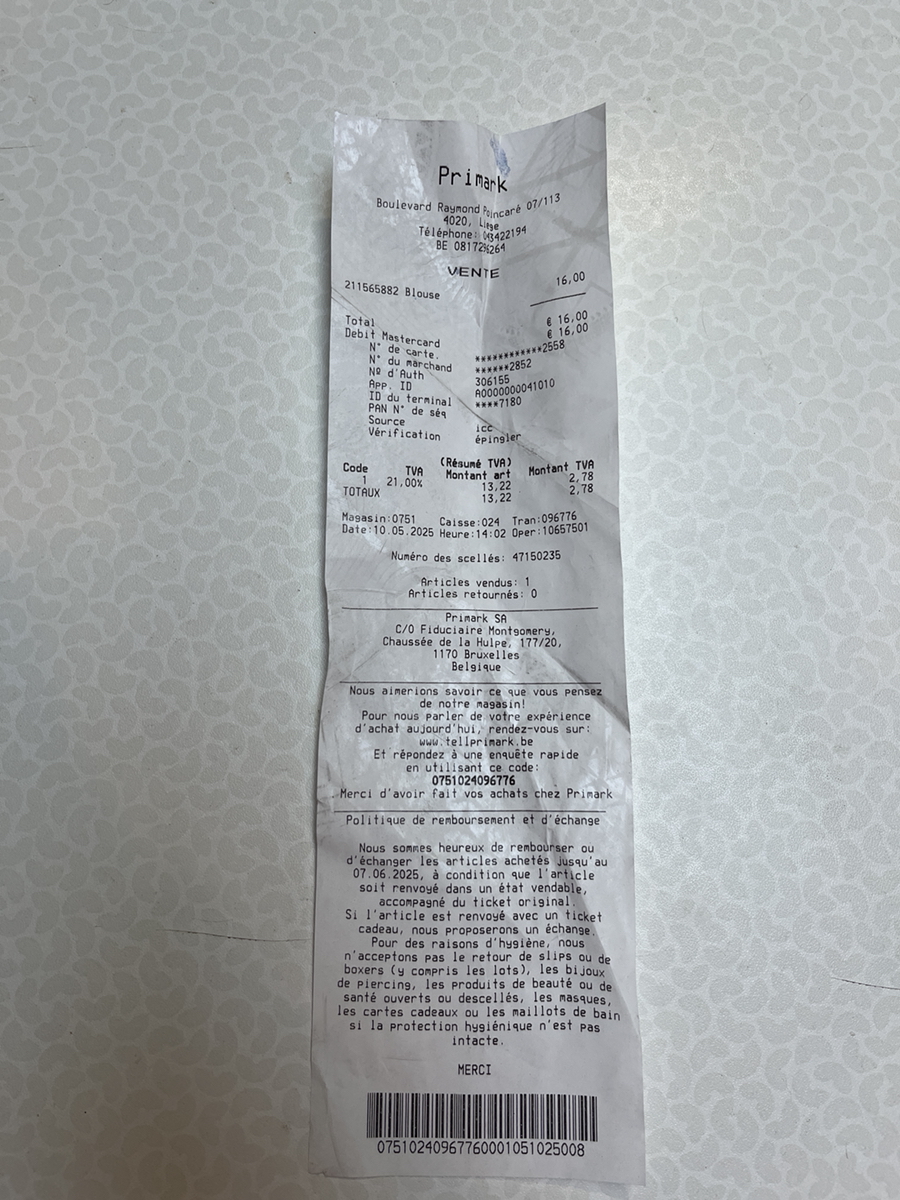 Primark
Boulevard Raymond Poincaré 07/113
4020, Liege
Téléphone: 043422194
BE 0817296264
VENTE
211565882 Blouse 16,00
Total € 16,00
Debit Mastercard € 16,00
N° de carte. ************2558
N° du marchand ******2852
Nº d'Auth 306155
App. ID A0000000041010
ID du terminal ****7180
PAN N° de séq
Source icc
Vérification épingler
(Résumé TVA)
Code TVA Montant art Montant TVA
1 21,00% 13,22 2,78
TOTAUX 13,22 2,78
Magasin:0751 Caisse:024 Tran:096776
Date:10.05.2025 Heure:14:02 Oper:10657501
Numéro des scellés: 47150235
Articles vendus: 1
Articles retournés: 0
Primark SA
C/O Fiduciaire Montgomery,
Chaussée de la Hulpe, 177/20,
1170 Bruxelles
Belgique
Nous aimerions savoir ce que vous pensez
de notre magasin!
Pour nous parler de votre expérience
d'achat aujourd'hui, rendez-vous sur:
www.tellprimark.be
Et répondez à une enquête rapide
en utilisant ce code:
0751024096776
Merci d'avoir fait vos achats chez Primark
Politique de remboursement et d'échange
Nous sommes heureux de rembourser ou
d'échanger les articles achetés jusqu'au
07.06.2025, à condition que l'article
soit renvoyé dans un état vendable,
accompagné du ticket original.
Si l'article est renvoyé avec un ticket
cadeau, nous proposerons un échange.
Pour des raisons d'hygiène, nous
n'acceptons pas le retour de slips ou de
boxers (y compris les lots), les bijoux
de piercing, les produits de beauté ou de
santé ouverts ou descellés, les masques,
les cartes cadeaux ou les maillots de bain
si la protection hygiénique n'est pas
intacte.
MERCI
07510240967760001051025008